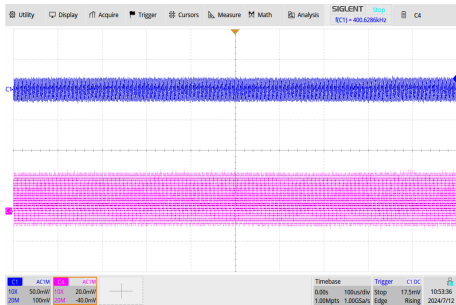 Utility Display Acquire Trigger Cursors Measure Math Analysis SIGLENT Stop C4
f(C1) = 400.6286kHz
C1
C4
C1 AC1M C4 AC1M Timebase Trigger C1 DC
10X 50.0mV/ 10X 20.0mV/ 0.00s 100us/div Stop 17.5mV 10:53:36
20M 100mV 20M -40.0mV 1.00Mpts 1.00GSa/s Edge Rising 2024/7/12